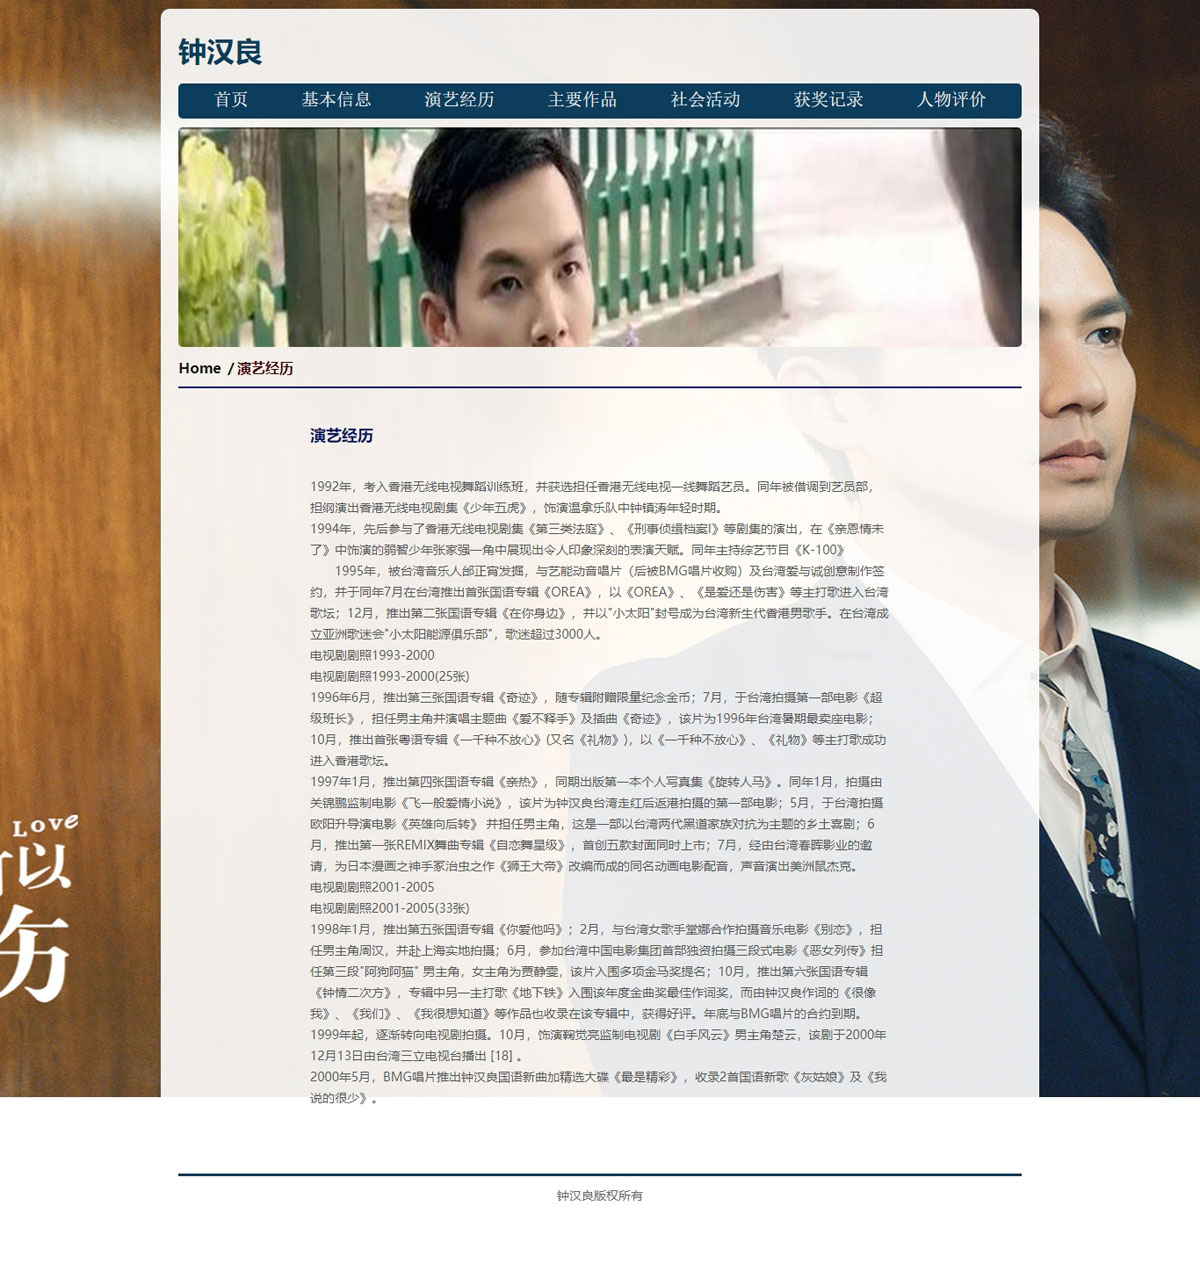 钟汉良
首页 基本信息 演艺经历 主要作品 社会活动 获奖记录 人物评价
Home / 演艺经历
演艺经历
1992年，考入香港无线电视舞蹈训练班，并获选担任香港无线电视一线舞蹈艺员。同年被借调到艺员部，
担纲演出香港无线电视剧集《少年五虎》，饰演温拿乐队中钟镇涛年轻时期。
1994年，先后参与了香港无线电视剧集《第三类法庭》、《刑事侦缉档案I》等剧集的演出，在《亲恩情未
了》中饰演的弱智少年张家强一角中展现出令人印象深刻的表演天赋。同年主持综艺节目《K-100》
1995年，被台湾音乐人邰正宵发掘，与艺能动音唱片（后被BMG唱片收购）及台湾爱与诚创意制作签
约，并于同年7月在台湾推出首张国语专辑《OREA》，以《OREA》、《是爱还是伤害》等主打歌进入台湾
歌坛；12月，推出第二张国语专辑《在你身边》，并以"小太阳"封号成为台湾新生代香港男歌手。在台湾成
立亚洲歌迷会"小太阳能源俱乐部"，歌迷超过3000人。
电视剧剧照1993-2000
电视剧剧照1993-2000(25张)
1996年6月，推出第三张国语专辑《奇迹》，随专辑附赠限量纪念金币；7月，于台湾拍摄第一部电影《超
级班长》，担任男主角并演唱主题曲《爱不释手》及插曲《奇迹》，该片为1996年台湾暑期最卖座电影；
10月，推出首张粤语专辑《一千种不放心》(又名《礼物》)，以《一千种不放心》、《礼物》等主打歌成功
进入香港歌坛。
1997年1月，推出第四张国语专辑《亲热》，同期出版第一本个人写真集《旋转人马》。同年1月，拍摄由
关锦鹏监制电影《飞一般爱情小说》，该片为钟汉良台湾走红后返港拍摄的第一部电影；5月，于台湾拍摄
欧阳升导演电影《英雄向后转》 并担任男主角，这是一部以台湾两代黑道家族对抗为主题的乡土喜剧；6
月，推出第一张REMIX舞曲专辑《自恋舞星级》，首创五款封面同时上市；7月，经由台湾春晖影业的邀
请，为日本漫画之神手冢治虫之作《狮王大帝》改编而成的同名动画电影配音，声音演出美洲鼠杰克。
电视剧剧照2001-2005
电视剧剧照2001-2005(33张)
1998年1月，推出第五张国语专辑《你爱他吗》；2月，与台湾女歌手堂娜合作拍摄音乐电影《别恋》，担
任男主角周汉，并赴上海实地拍摄；6月，参加台湾中国电影集团首部独资拍摄三段式电影《恶女列传》担
任第三段"阿狗阿猫" 男主角，女主角为贾静雯，该片入围多项金马奖提名；10月，推出第六张国语专辑
《钟情二次方》，专辑中另一主打歌《地下铁》入围该年度金曲奖最佳作词奖，而由钟汉良作词的《很像
我》、《我们》、《我很想知道》等作品也收录在该专辑中，获得好评。年底与BMG唱片的合约到期。
1999年起，逐渐转向电视剧拍摄。10月，饰演鞠觉亮监制电视剧《白手风云》男主角楚云，该剧于2000年
12月13日由台湾三立电视台播出 [18] 。
2000年5月，BMG唱片推出钟汉良国语新曲加精选大碟《最是精彩》，收录2首国语新歌《灰姑娘》及《我
说的很少》。
Love
以
伤
钟汉良版权所有